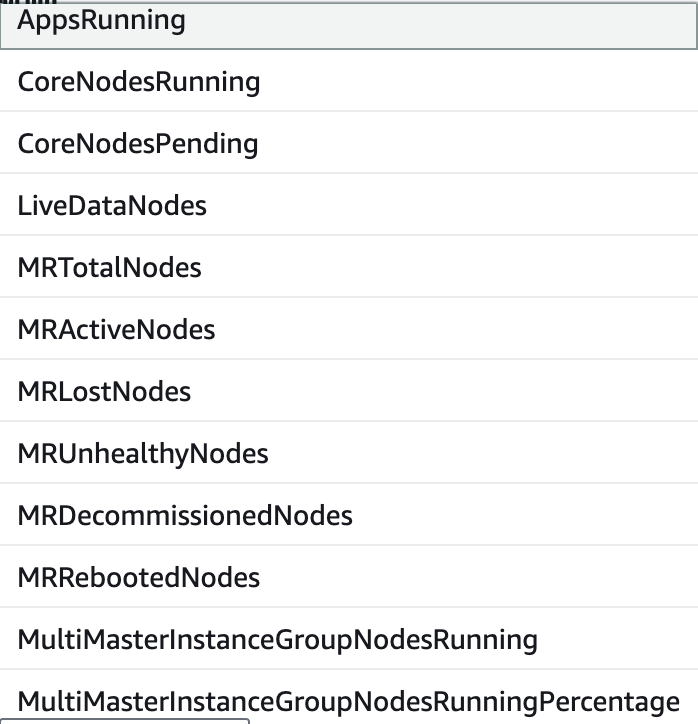 AppsRunning
CoreNodesRunning
CoreNodesPending
LiveDataNodes
MRTotalNodes
MRActiveNodes
MRLostNodes
MRUnhealthyNodes
MRDecommissionedNodes
MRRebootedNodes
MultiMasterInstanceGroupNodesRunning
MultiMasterInstanceGroupNodesRunningPercentage